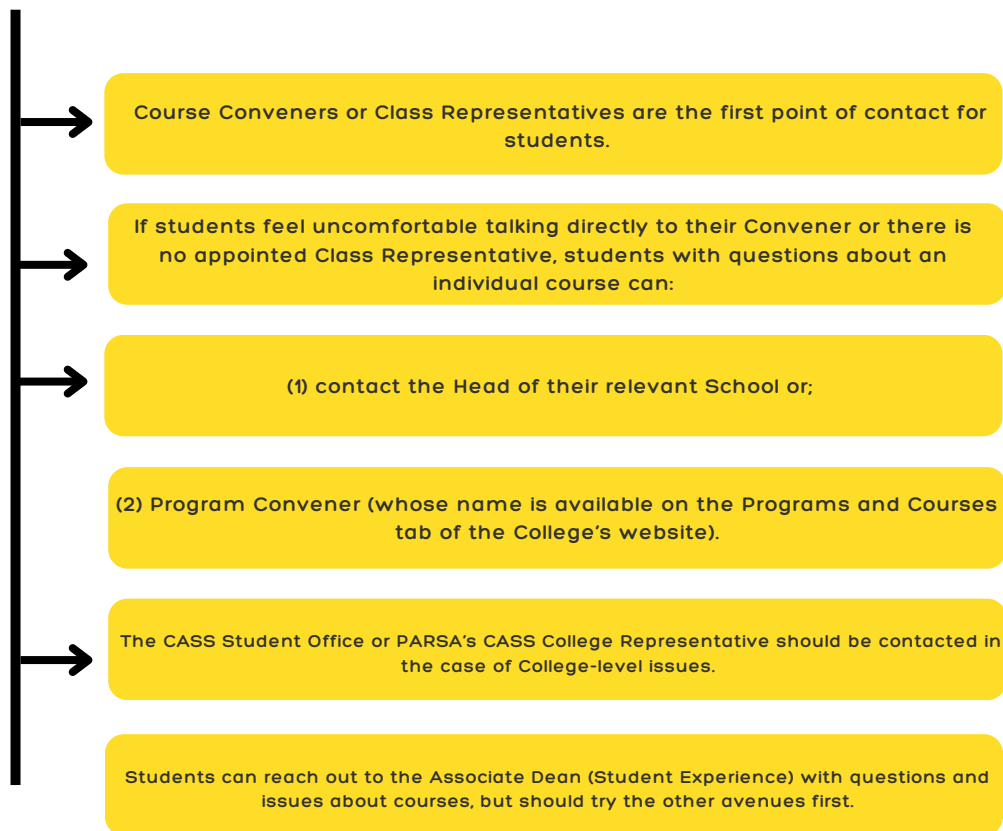 Course Conveners or Class Representatives are the first point of contact for
students.
If students feel uncomfortable talking directly to their Convener or there is
no appointed Class Representative, students with questions about an
individual course can:
(1) contact the Head of their relevant School or;
(2) Program Convener (whose name is available on the Programs and Courses
tab of the College's website).
The CASS Student Office or PARSA's CASS College Representative should be contacted in
the case of College-level issues.
Students can reach out to the Associate Dean (Student Experience) with questions and
issues about courses, but should try the other avenues first.